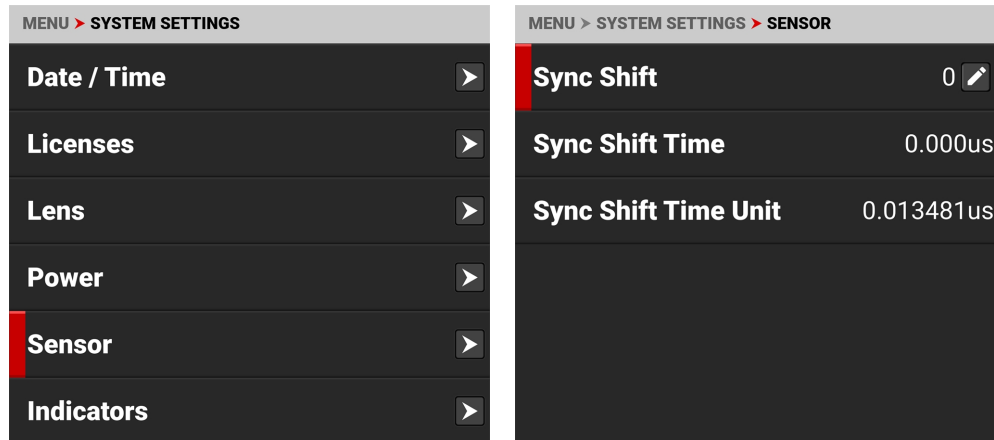 MENU > SYSTEM SETTINGS
Date / Time
Licenses
Lens
Power
Sensor
Indicators
MENU > SYSTEM SETTINGS > SENSOR
Sync Shift 0
Sync Shift Time 0.000us
Sync Shift Time Unit 0.013481us